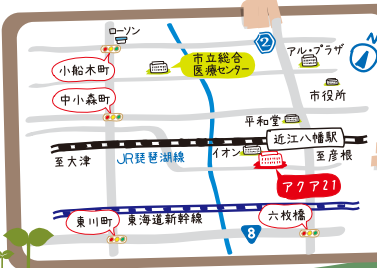 ローソン
小船木町
市立総合
医療センター
2
アル・プラザ
N
市役所
中小森町
平和堂
近江八幡駅
至大津
JR琵琶湖線
イオン
至彦根
アクア21
東川町
東海道新幹線
六枚橋
8